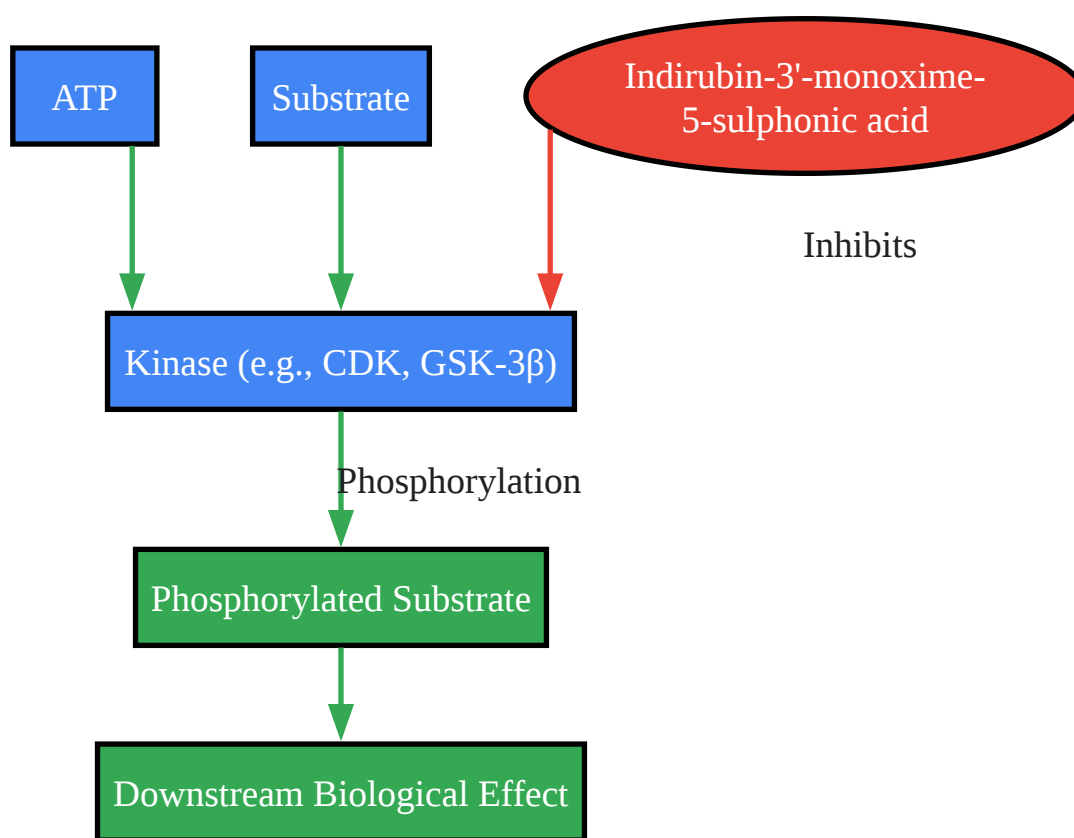 ATP
Substrate
Indirubin-3'-monoxime-
5-sulphonic acid
Inhibits
Kinase (e.g., CDK, GSK-3β)
Phosphorylation
Phosphorylated Substrate
Downstream Biological Effect